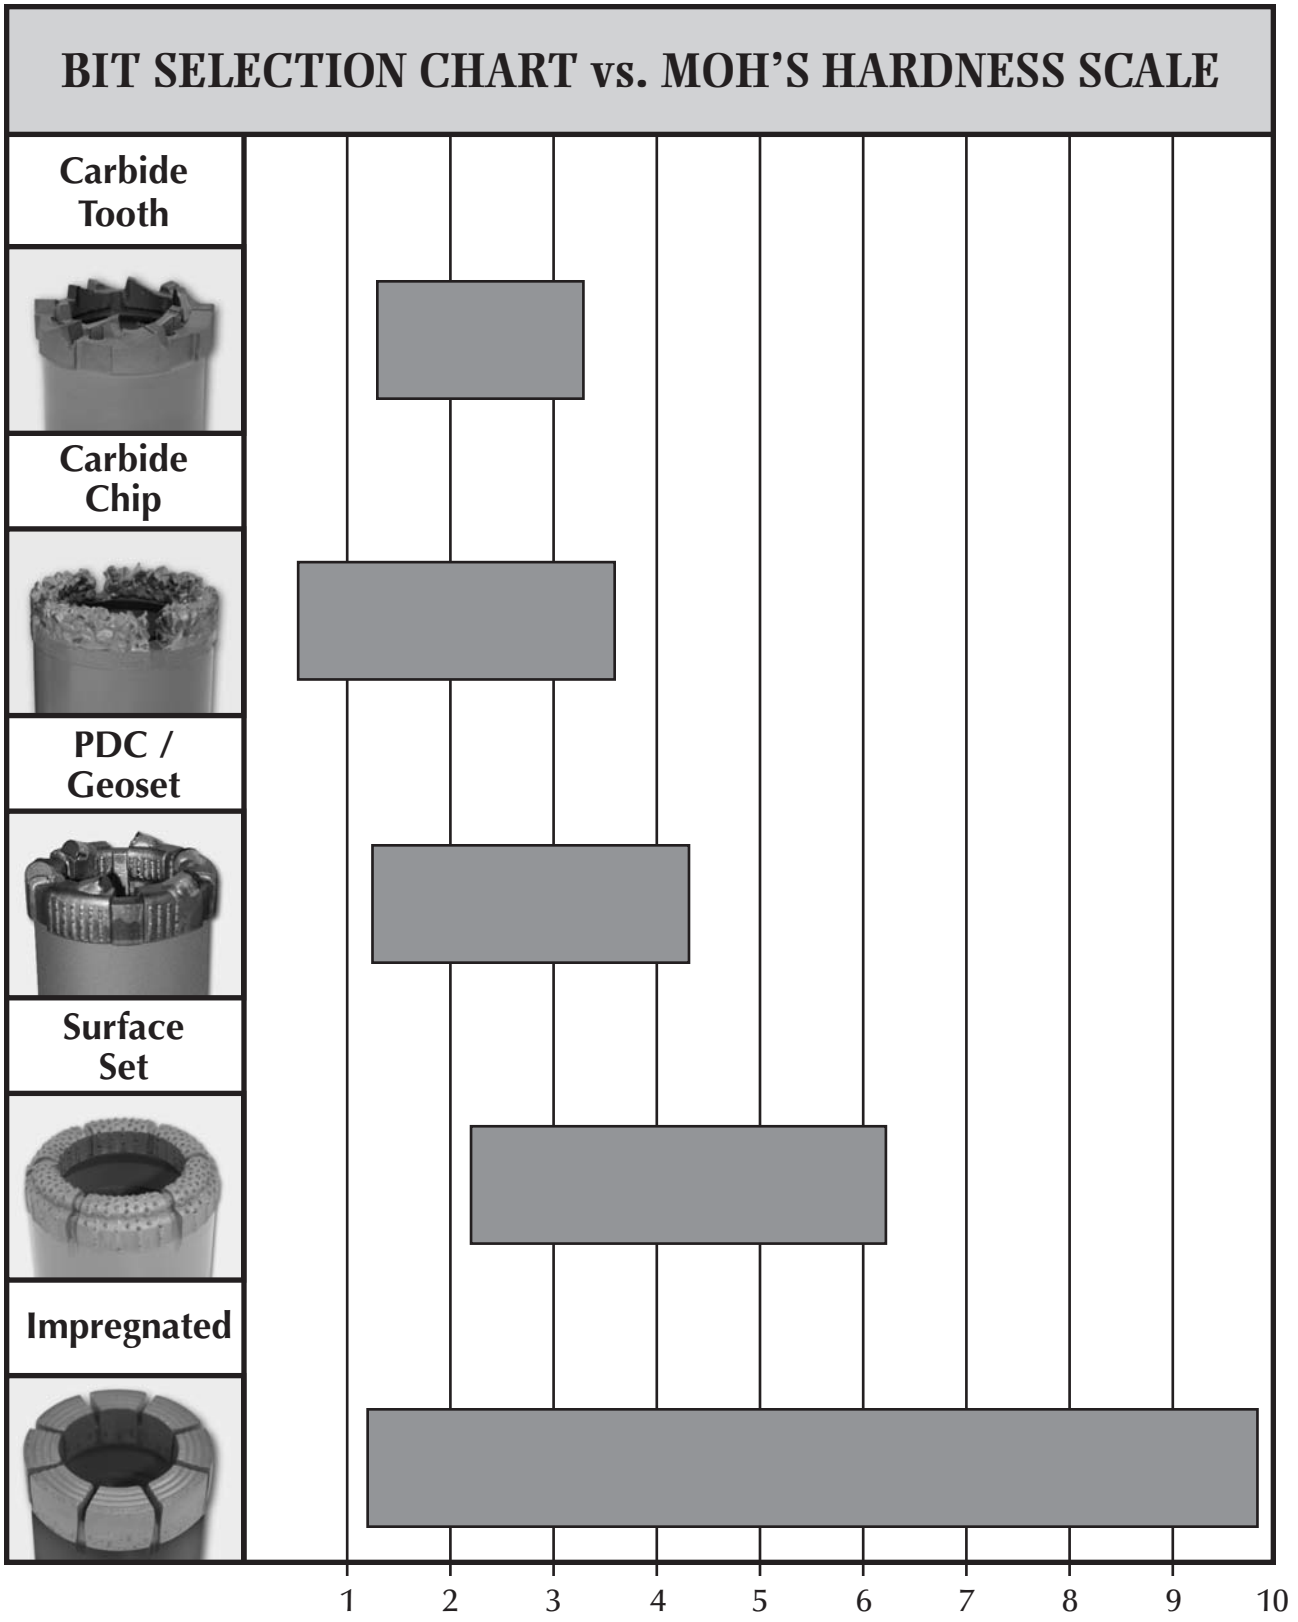 BIT SELECTION CHART vs. MOH’S HARDNESS SCALE
Carbide
Tooth
Carbide
Chip
PDC /
Geoset
Surface
Set
Impregnated
1 2 3 4 5 6 7 8 9 10